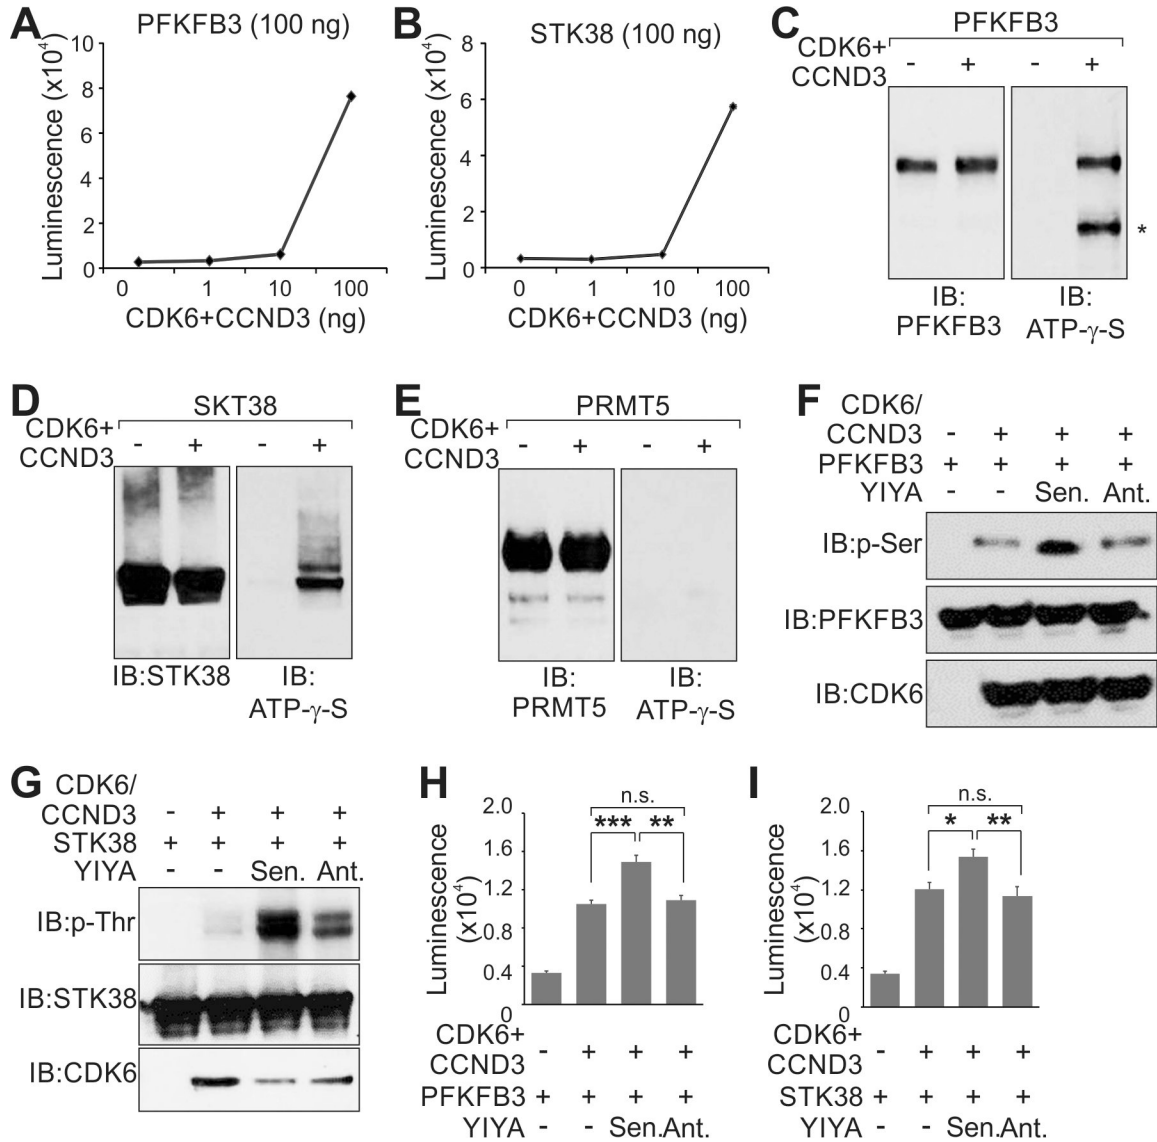 A
PFKFB3 (100 ng)
Luminescence (x10⁴)
10
8
6
4
2
0
0 1 10 100
CDK6+CCND3 (ng)
B
STK38 (100 ng)
Luminescence (x10⁴)
8
6
4
2
0
0 1 10 100
CDK6+CCND3 (ng)
C
PFKFB3
CDK6+
CCND3
- + - +
*
IB:
PFKFB3
IB:
ATP-γ-S
D
SKT38
CDK6+
CCND3
- + - +
IB:STK38
IB:
ATP-γ-S
E
PRMT5
CDK6+
CCND3
- + - +
IB:
PRMT5
IB:
ATP-γ-S
F
CDK6/
CCND3 - + + +
PFKFB3 + + + +
YIYA - - Sen. Ant.
IB:p-Ser
IB:PFKFB3
IB:CDK6
G
CDK6/
CCND3 - + + +
STK38 + + + +
YIYA - - Sen. Ant.
IB:p-Thr
IB:STK38
IB:CDK6
H
Luminescence
(x10⁴)
2.0
1.6
1.2
0.8
0.4
0
n.s.
*** **
CDK6+
CCND3 - + + +
PFKFB3 + + + +
YIYA - - Sen. Ant.
I
Luminescence
(x10⁴)
2.0
1.6
1.2
0.8
0.4
0
n.s.
* **
CDK6+
CCND3 - + + +
STK38 + + + +
YIYA - - Sen. Ant.